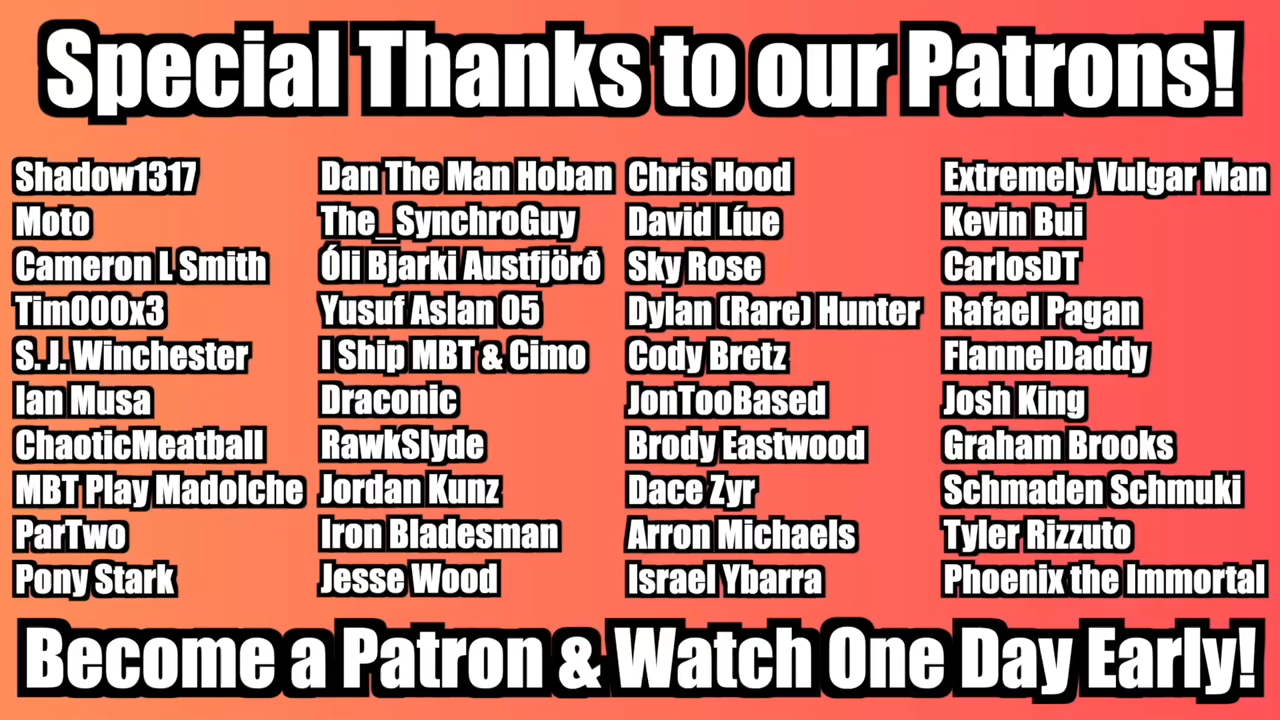 Special Thanks to our Patrons!
Shadow1317
Moto
Cameron L Smith
Tim000x3
S. J. Winchester
Ian Musa
ChaoticMeatball
MBT Play Madolche
ParTwo
Pony Stark
Dan The Man Hoban
The_SynchroGuy
Óli Bjarki Austfjörð
Yusuf Aslan 05
I Ship MBT & Cimo
Draconic
RawkSlyde
Jordan Kunz
Iron Bladesman
Jesse Wood
Chris Hood
David Líue
Sky Rose
Dylan (Rare) Hunter
Cody Bretz
JonTooBased
Brody Eastwood
Dace Zyr
Arron Michaels
Israel Ybarra
Extremely Vulgar Man
Kevin Bui
CarlosDT
Rafael Pagan
FlannelDaddy
Josh King
Graham Brooks
Schmaden Schmuki
Tyler Rizzuto
Phoenix the Immortal
Become a Patron & Watch One Day Early!